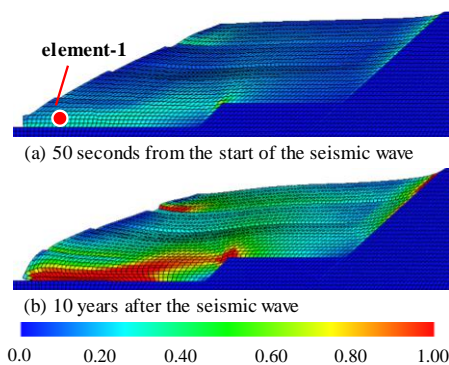 element-1
(a) 50 seconds from the start of the seismic wave
(b) 10 years after the seismic wave
0.0 0.20 0.40 0.60 0.80 1.00